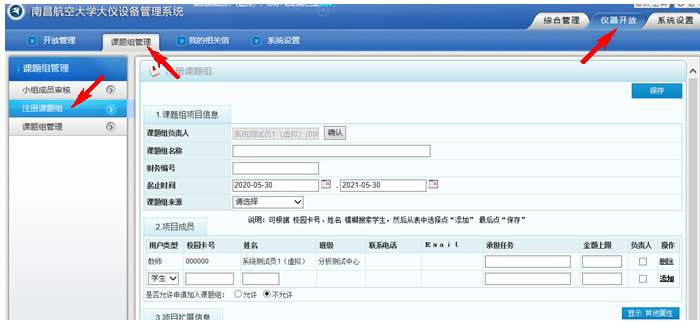 南昌航空大学大仪设备管理系统
综合管理 仪器开放 系统设置
开放管理 课题组管理 我的相关信 系统设置
课题组管理
小组成员审核
注册课题组
课题组管理
注册课题组
保存
1.课题组项目信息
课题组负责人 系统测试员1（虚拟）(00( 确认
课题组名称
财务编号
起止时间 2020-05-30 - 2021-05-30
课题组来源 请选择
说明：可根据 校园卡号、姓名 模糊搜索学生，然后从表中选择点“添加” 最后点“保存”
2.项目成员
用户类型 校园卡号 姓名 班级 联系电话 Email 承担任务 金额上限 负责人 操作
教师 000000 系统测试员1（虚拟） 分析测试中心 删除
学生 添加
是否允许申请加入课题组： 允许 不允许
3.项目扩展信息
显示 其他属性